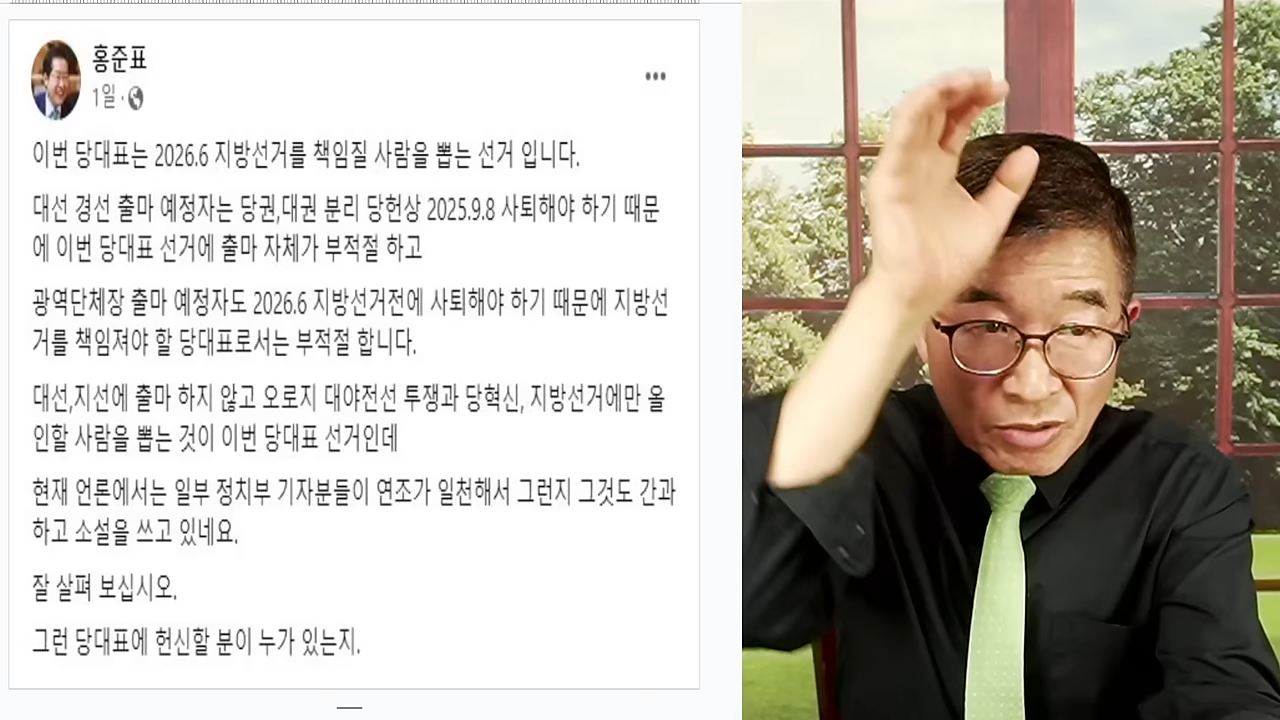 홍준표
1일 ·
이번 당대표는 2026.6 지방선거를 책임질 사람을 뽑는 선거 입니다.
대선 경선 출마 예정자는 당권,대권 분리 당헌상 2025.9.8 사퇴해야 하기 때문
에 이번 당대표 선거에 출마 자체가 부적절 하고
광역단체장 출마 예정자도 2026.6 지방선거전에 사퇴해야 하기 때문에 지방선
거를 책임져야 할 당대표로서는 부적절 합니다.
대선,지선에 출마 하지 않고 오로지 대야전선 투쟁과 당혁신, 지방선거에만 올
인할 사람을 뽑는 것이 이번 당대표 선거인데
현재 언론에서는 일부 정치부 기자분들이 연조가 일천해서 그런지 그것도 간과
하고 소설을 쓰고 있네요.
잘 살펴 보십시오.
그런 당대표에 헌신할 분이 누가 있는지.